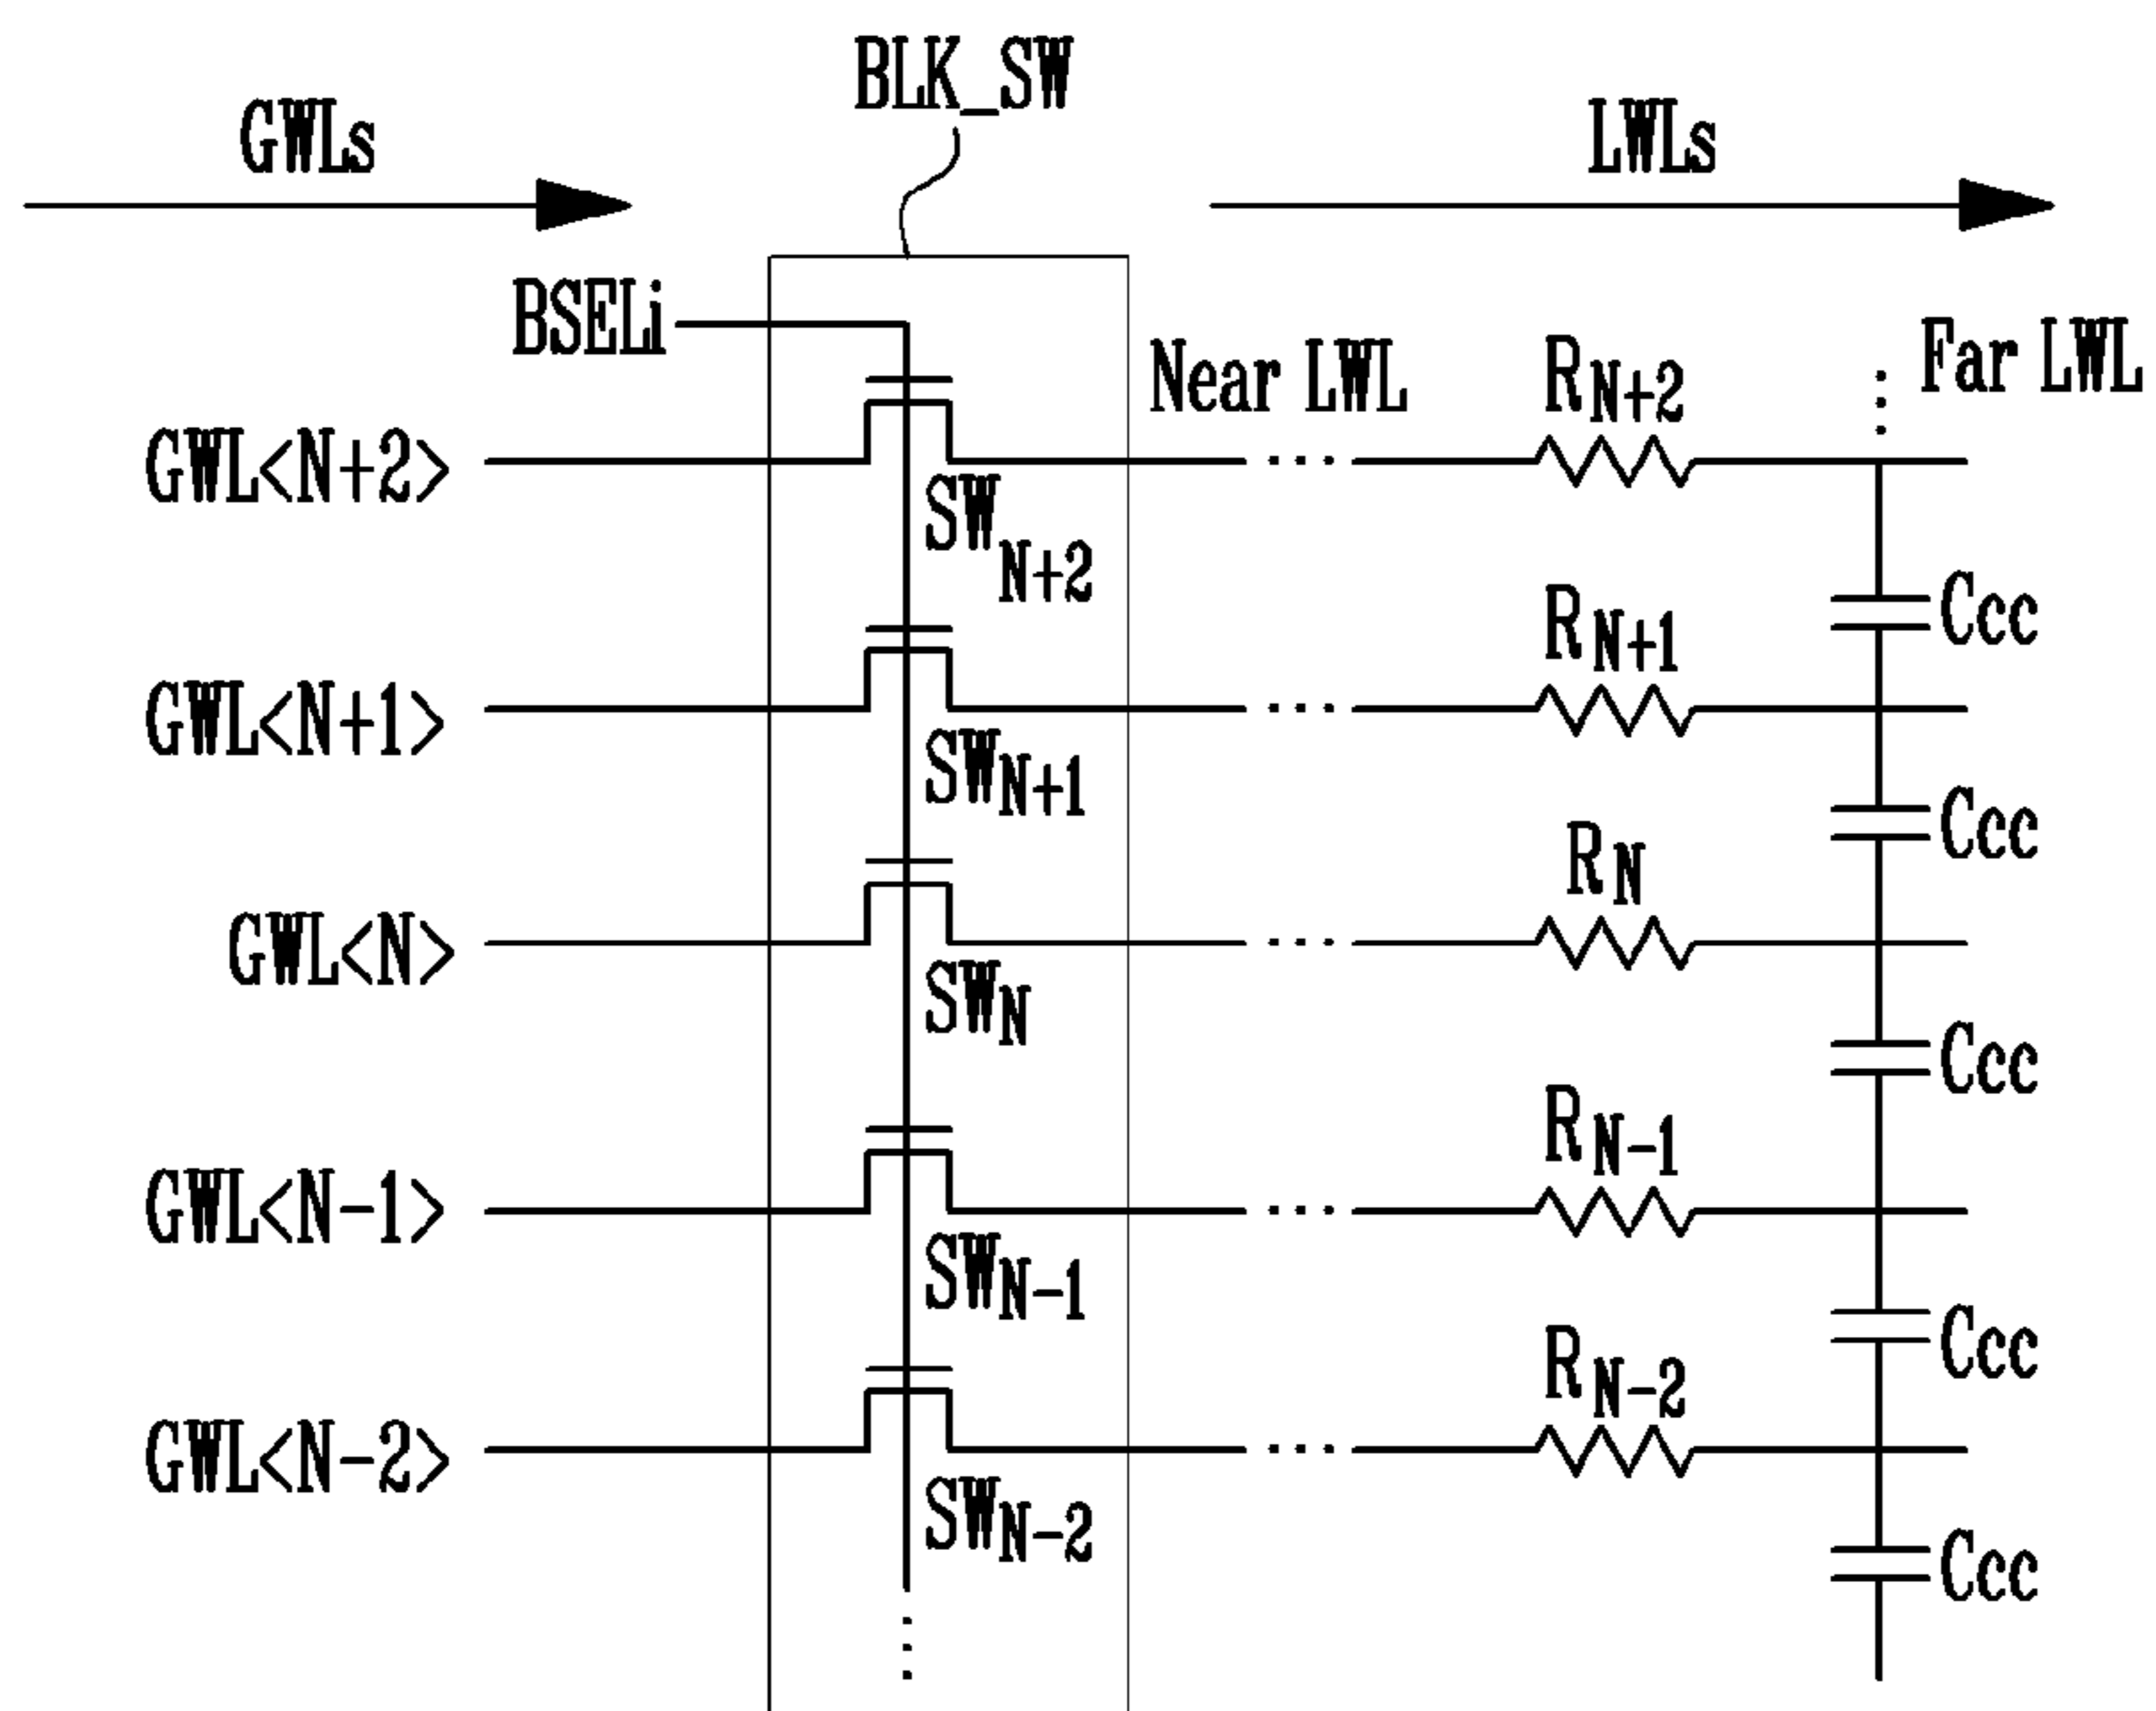 BLK_SW
GWLs
LWLs
BSELi
Near LWL
RN+2
Far LWL
GWL<N+2>
SWN+2
Ccc
RN+1
GWL<N+1>
SWN+1
Ccc
RN
GWL<N>
SWN
Ccc
RN-1
GWL<N-1>
SWN-1
Ccc
RN-2
GWL<N-2>
SWN-2
Ccc